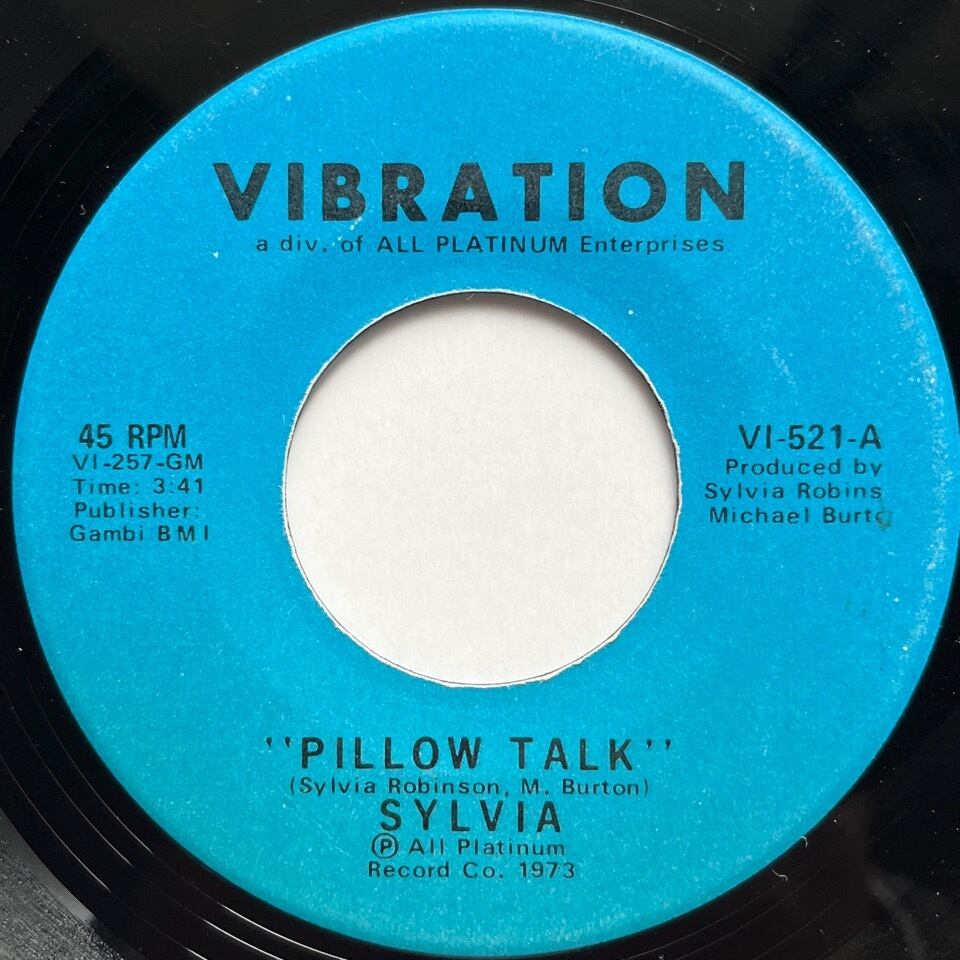 VIBRATION
a div. of ALL PLATINUM Enterprises
45 RPM
VI-257-GM
Time: 3:41
Publisher:
Gambi BMI
VI-521-A
Produced by
Sylvia Robins
Michael Burto
"PILLOW TALK"
(Sylvia Robinson, M. Burton)
SYLVIA
Ⓟ All Platinum
Record Co. 1973